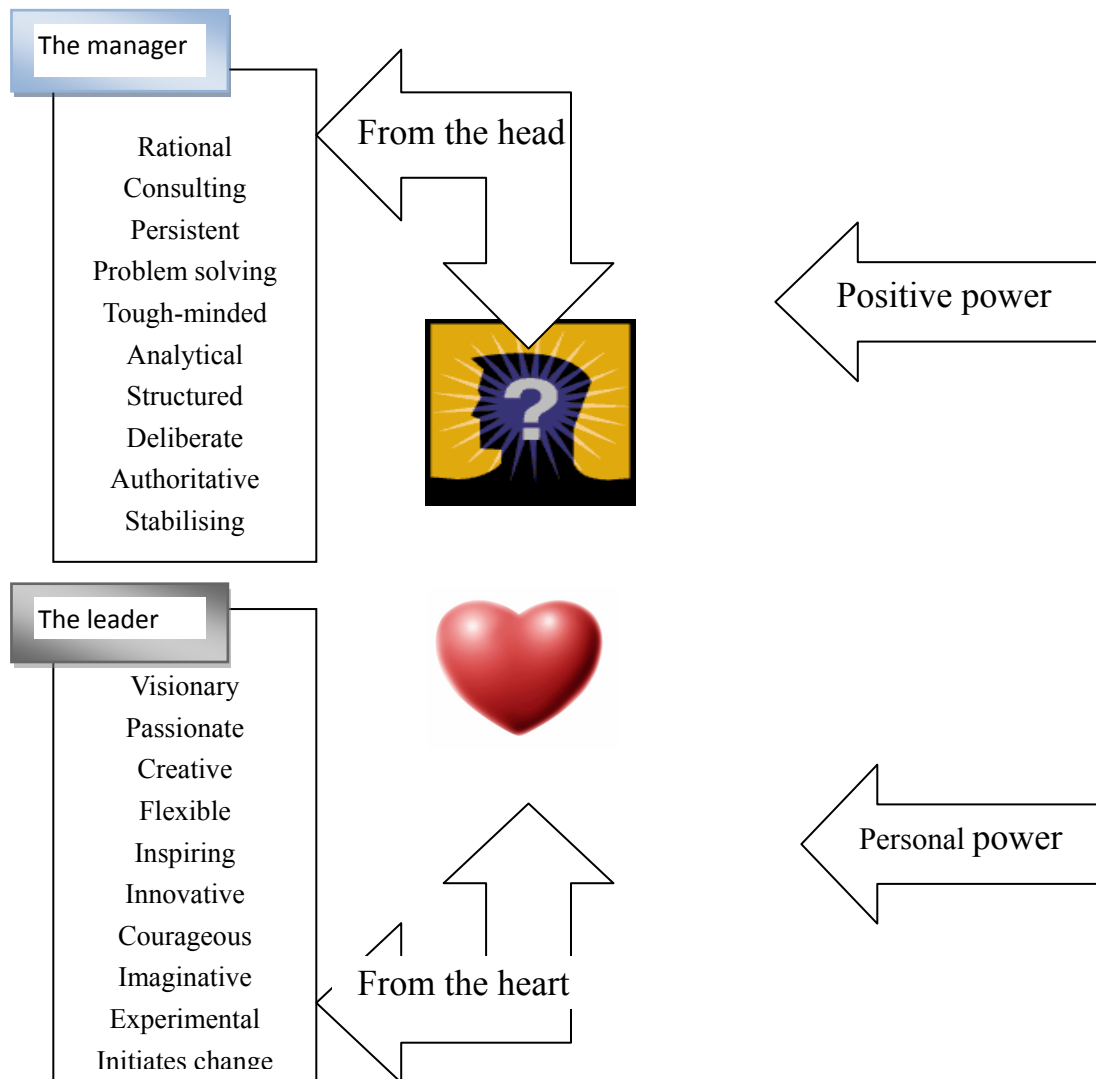 The manager
Rational
Consulting
Persistent
Problem solving
Tough-minded
Analytical
Structured
Deliberate
Authoritative
Stabilising
From the head
?
Positive power
The leader
Visionary
Passionate
Creative
Flexible
Inspiring
Innovative
Courageous
Imaginative
Experimental
Initiates change
From the heart
Personal power